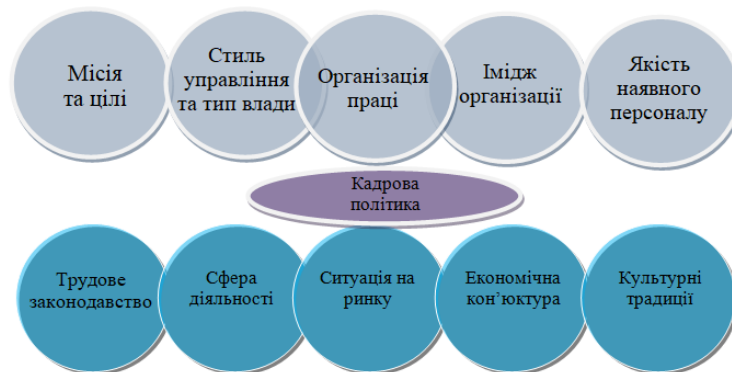 Місія
та цілі
Стиль
управління
та тип влади
Організація
праці
Імідж
організації
Якість
наявного
персоналу
Кадрова
політика
Трудове
законодавство
Сфера
діяльності
Ситуація на
ринку
Економічна
кон’юктура
Культурні
традиції